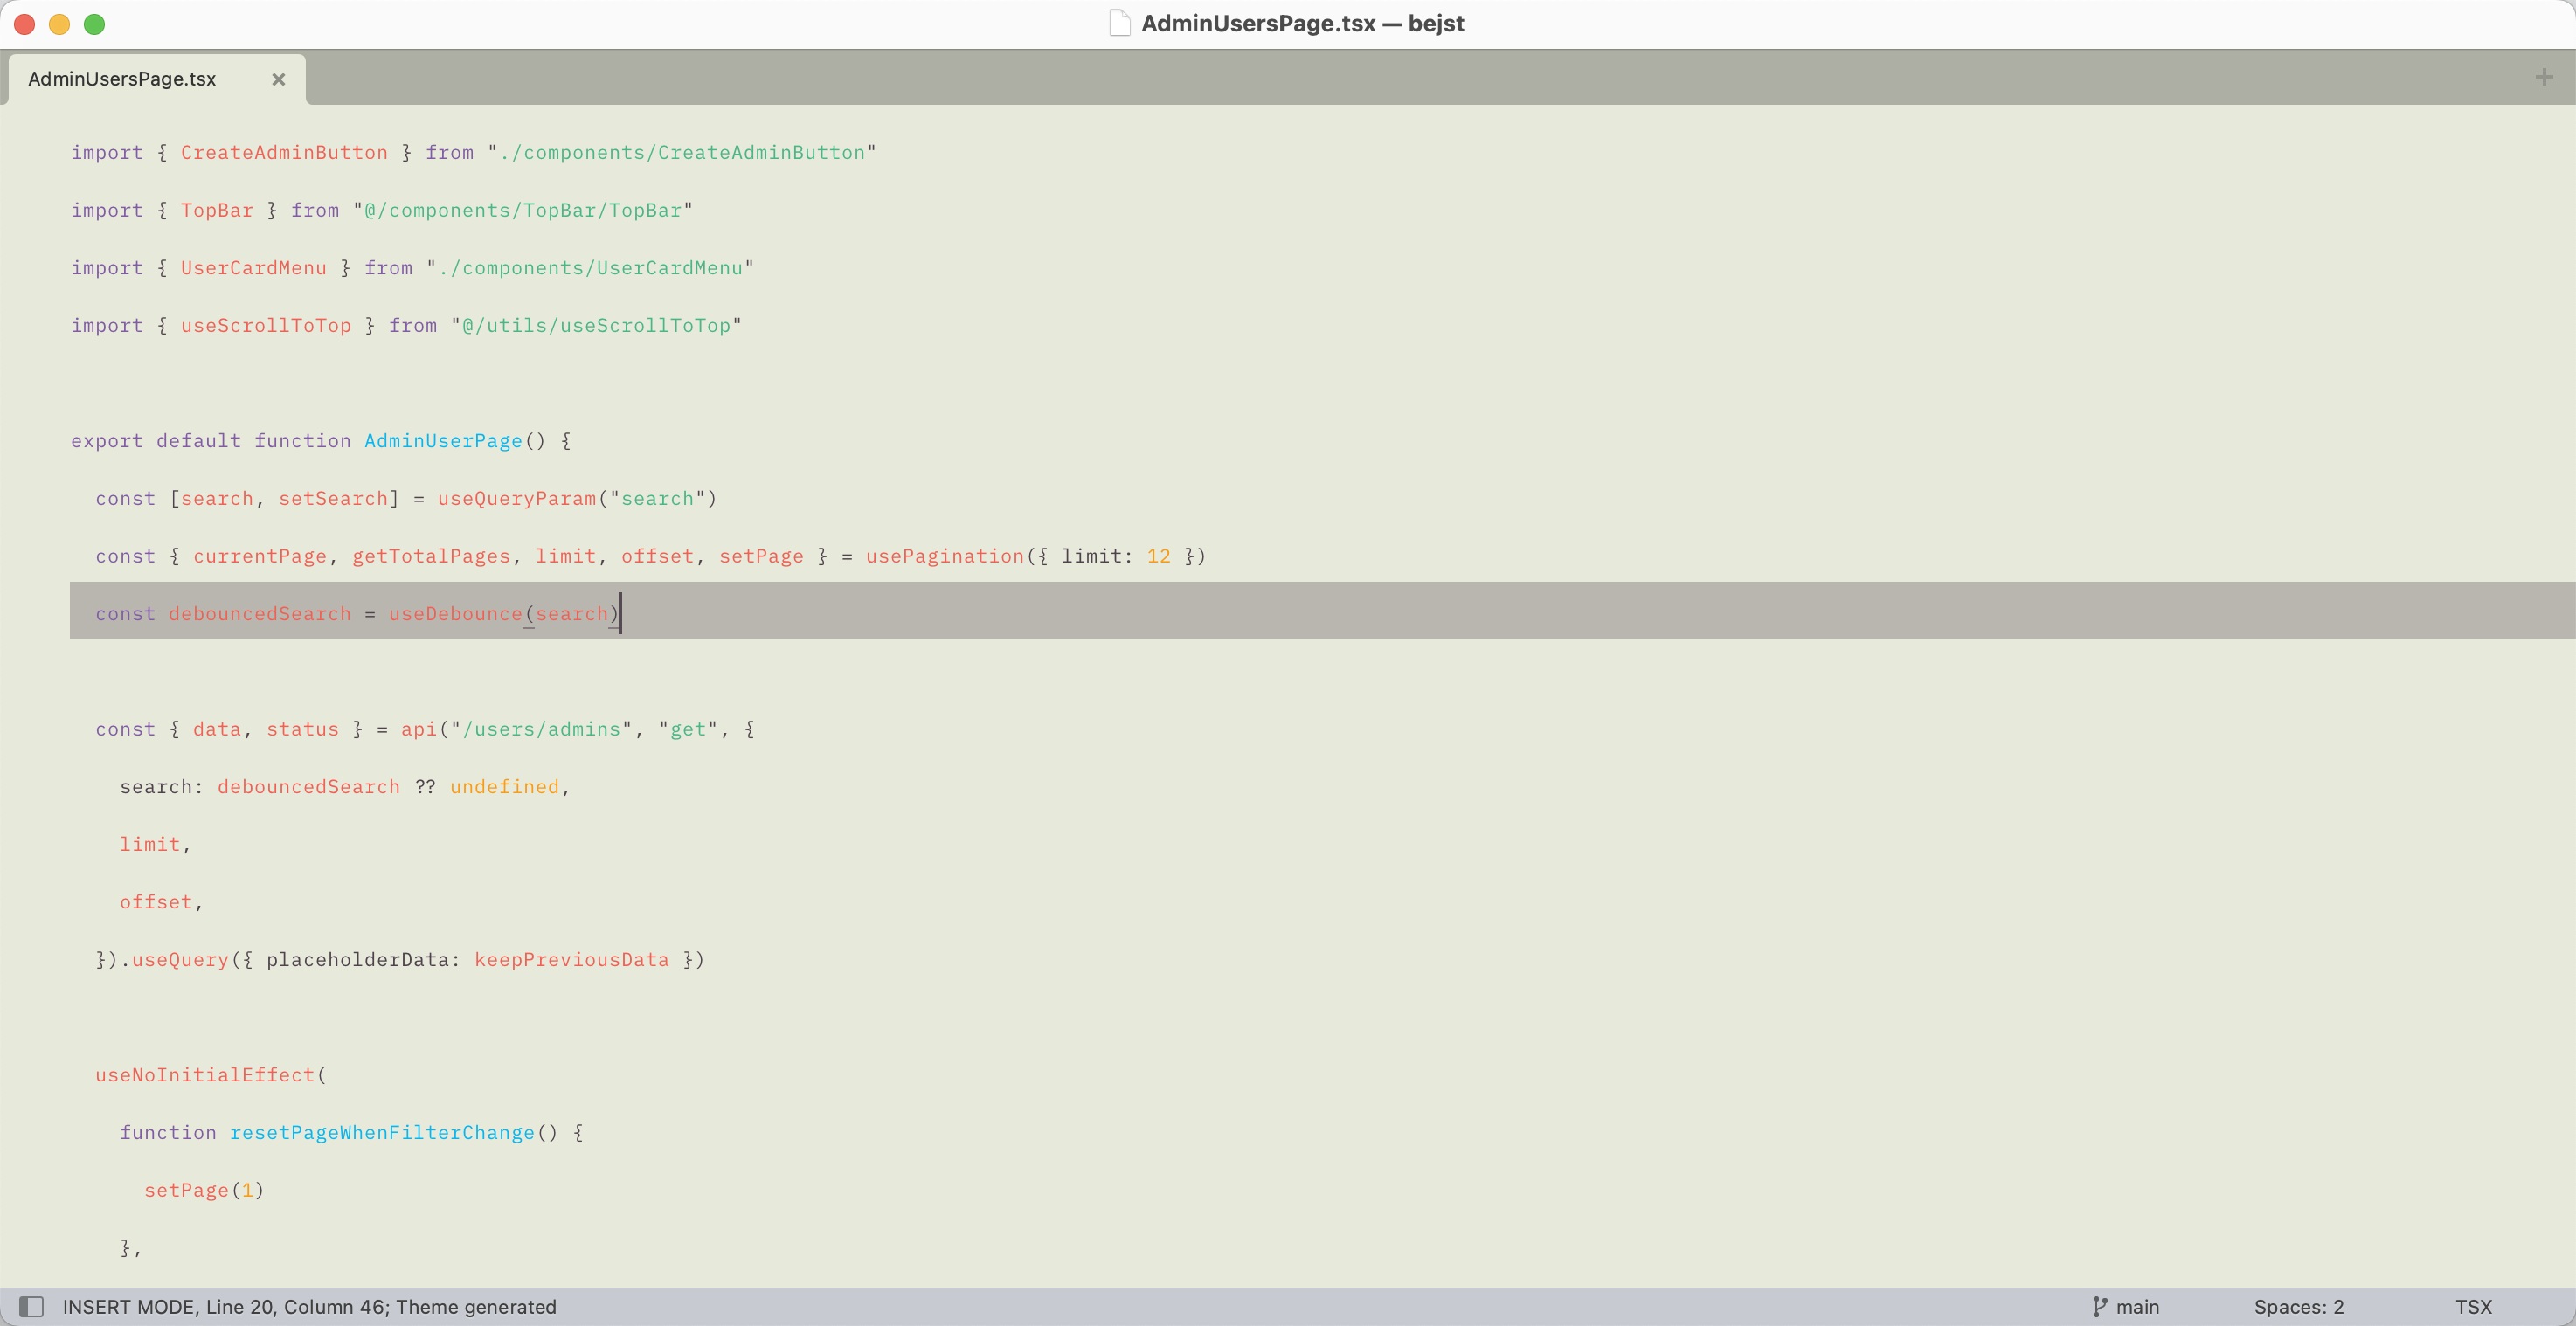 AdminUsersPage.tsx — bejst
AdminUsersPage.tsx
import { CreateAdminButton } from "./components/CreateAdminButton"
import { TopBar } from "@/components/TopBar/TopBar"
import { UserCardMenu } from "./components/UserCardMenu"
import { useScrollToTop } from "@/utils/useScrollToTop"
export default function AdminUserPage() {
  const [search, setSearch] = useQueryParam("search")
  const { currentPage, getTotalPages, limit, offset, setPage } = usePagination({ limit: 12 })
  const debouncedSearch = useDebounce(search)
  const { data, status } = api("/users/admins", "get", {
    search: debouncedSearch ?? undefined,
    limit,
    offset,
  }).useQuery({ placeholderData: keepPreviousData })
  useNoInitialEffect(
    function resetPageWhenFilterChange() {
      setPage(1)
    },
INSERT MODE, Line 20, Column 46; Theme generated
main
Spaces: 2
TSX